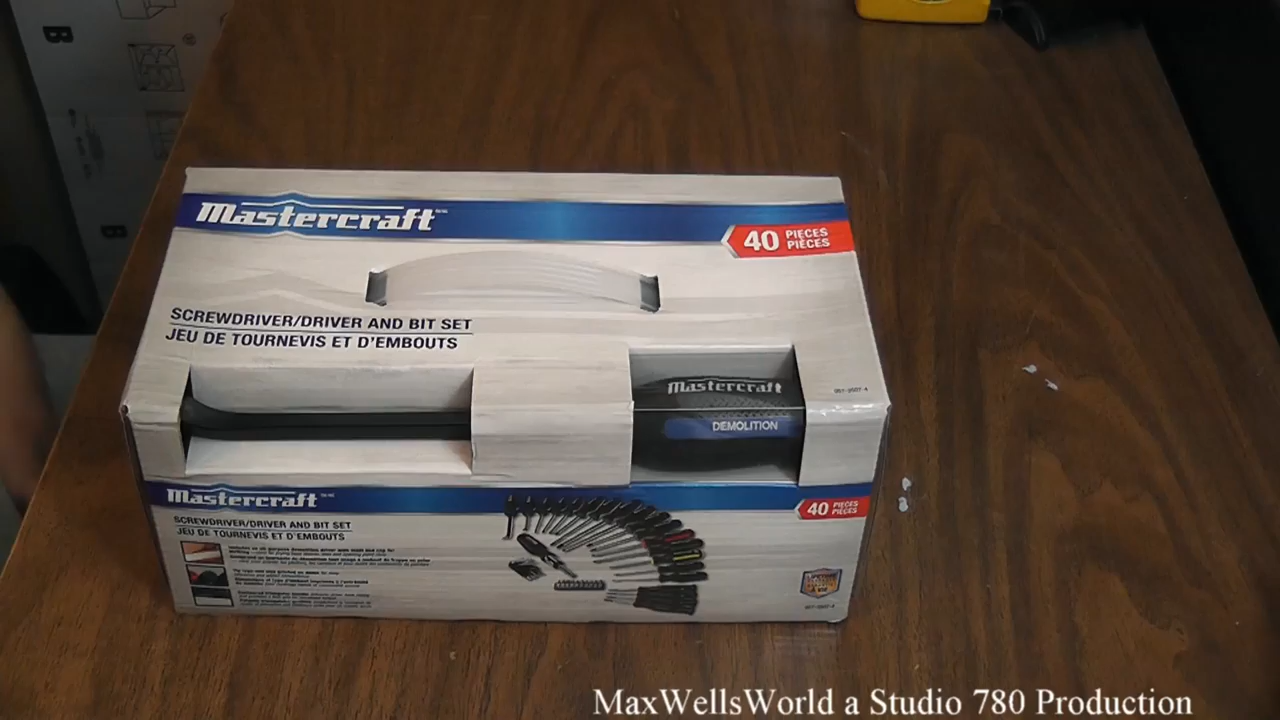 B
Mastercraft
40 PIECES
PIÈCES
SCREWDRIVER/DRIVER AND BIT SET
JEU DE TOURNEVIS ET D'EMBOUTS
Mastercraft
DEMOLITION
B
Mastercraft
40 PIECES
PIÈCES
SCREWDRIVER/DRIVER AND BIT SET
JEU DE TOURNEVIS ET D'EMBOUTS
MaxWellsWorld a Studio 780 Production